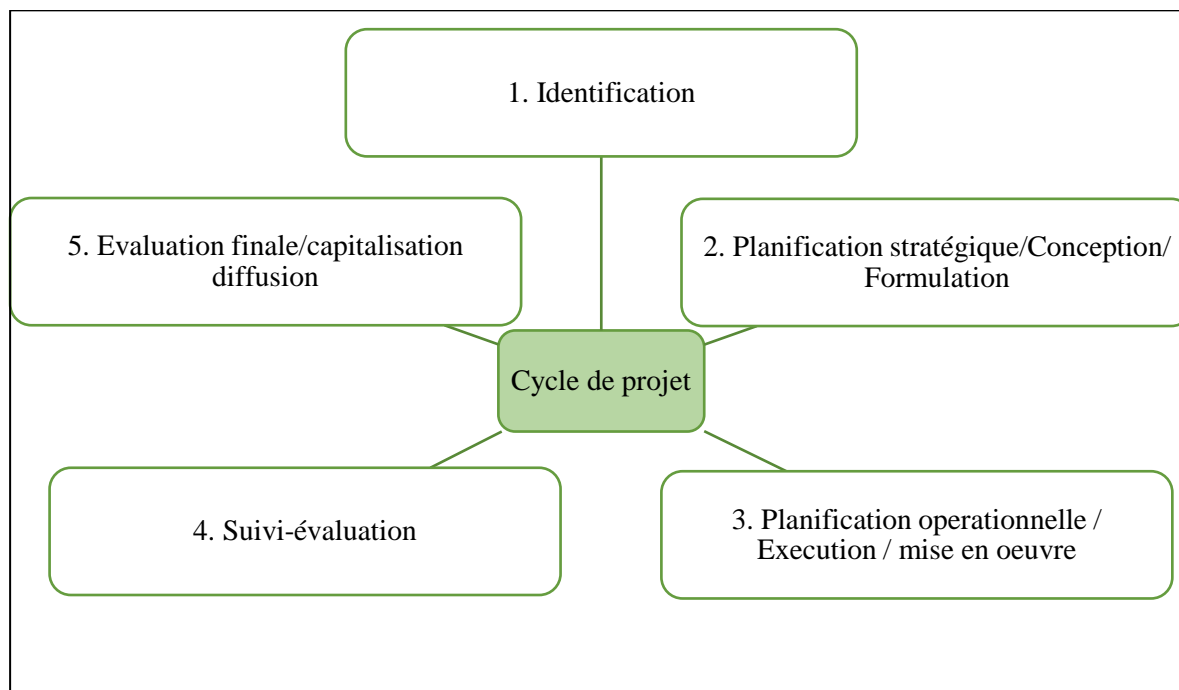 1. Identification
5. Evaluation finale/capitalisation
diffusion
2. Planification stratégique/Conception/
Formulation
Cycle de projet
4. Suivi-évaluation
3. Planification operationnelle /
Execution / mise en oeuvre